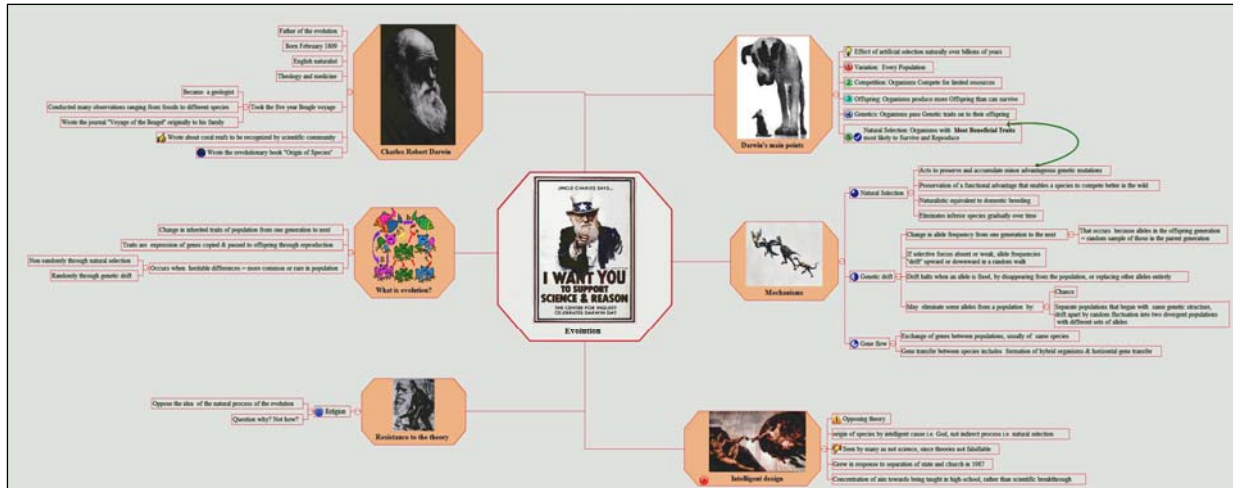 Father of the evolution
Born February 1809
English naturalist
Theology and medicine
Became a geologist
Conducted many observations ranging from fossils to different species
Wrote the journal "Voyage of the Beagel" originally to his family
Took the five year Beagle voyage
Wrote about coral reafs to be recognized by scientific community
Wrote the revolutionary book "Origin of Species"
Charles Robert Darwin
Darwin's main points
Effect of artificial selection naturally over billions of years
Variation: Every Population
Competition: Organisms Compete for limited resources
Offspring: Organisms produce more Offspring than can survive
Genetics: Organisms pass Genetic traits on to their offspring
Natural Selection: Organisms with Most Beneficial Traits
most likely to Survive and Reproduce
Change in inherited traits of population from one generation to next
Traits are expression of genes copied & passed to offspring through reproduction
Non-randomly through natural selection
Randomly through genetic drift
Occurs when Heritable differences – more common or rare in population
What is evolution?
UNCLE CHARLES SAYS...
I WANT YOU
TO SUPPORT
SCIENCE & REASON
THE CENTER FOR INQUIRY
CELEBRATES DARWIN DAY
Evolution
Mechanisms
Natural Selection
Acts to preserve and accumulate minor advantageous genetic mutations
Preservation of a functional advantage that enables a species to compete better in the wild
Naturalistic equivalent to domestic breeding
Eliminates inferior species gradually over time
Genetic drift
Change in allele frequency from one generation to the next
That occurs because alleles in the offspring generation
= random sample of those in the parent generation
If selective forces absent or weak, allele frequencies
"drift" upward or downward in a random walk
Drift halts when an allele is fixed, by disappearing from the population, or replacing other alleles entirely
May eliminate some alleles from a population by:
Chance
Separate populations that began with same genetic structure,
drift apart by random fluctuation into two divergent populations
with different sets of alleles
Gene flow
Exchange of genes between populations, usually of same species
Gene transfer between species includes formation of hybrid organisms & horizontal gene transfer
Oppose the idea of the natural process of the evolution
Question why? Not how?
Religion
Resistance to the theory
Intelligent design
Opposing theory
origin of species by intelligent cause i.e. God, not indirect process i.e. natural selection
Seen by many as not science, since theories not falsifiable
Grew in response to separation of state and church in 1987
Concentration of aim towards being taught in high-school, rather than scientific breakthrough